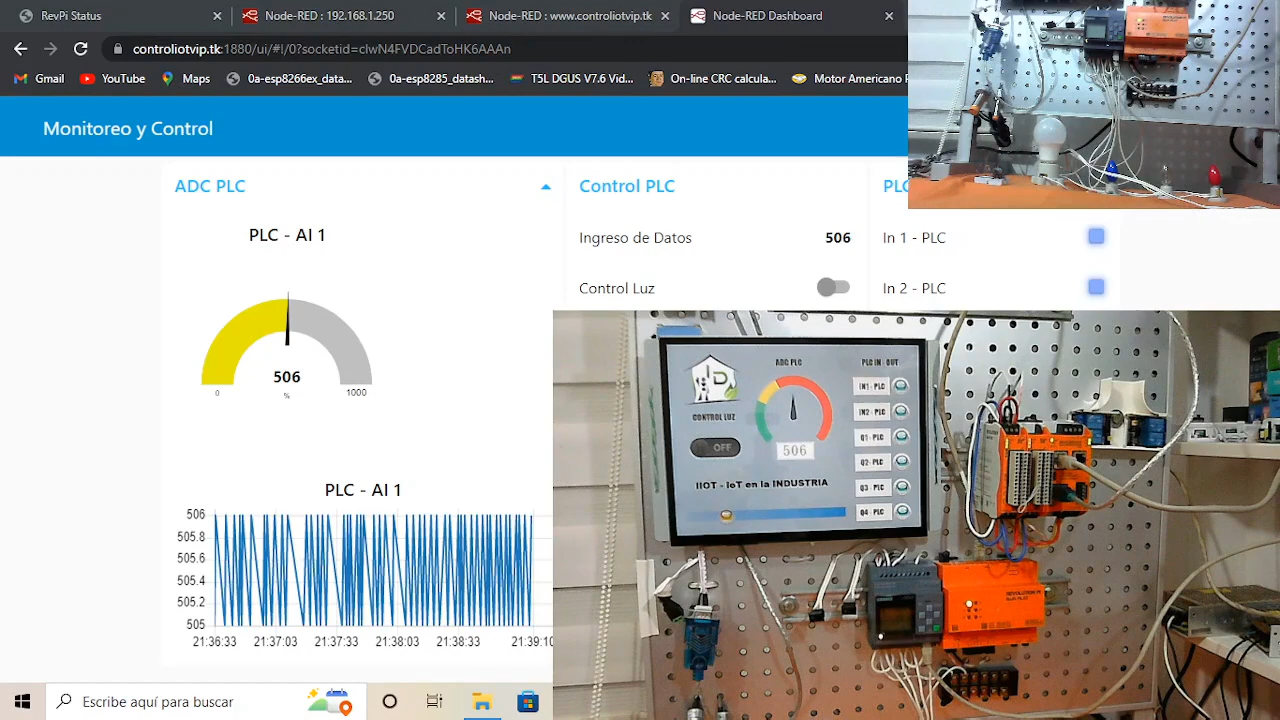 RevPi Status
Node-RED : 192.168.1.250
Node-RED : www.controliotvip.tk
Node-RED Dashboard
controliotvip.tk:1880/ui/#!/0?socketid=clwN4FVDCadToHK6AAAn
Gmail
YouTube
Maps
0a-esp8266ex_data...
0a-esp8285_datash...
T5L DGUS V7.6 Vid...
On-line CRC calcula...
Motor Americano P
Monitoreo y Control
ADC PLC
PLC - AI 1
506
0
%
1000
PLC - AI 1
506
505.8
505.6
505.4
505.2
505
21:36:33
21:37:03
21:37:33
21:38:03
21:38:33
21:39:10
Control PLC
Ingreso de Datos
506
Control Luz
PLC
In 1 - PLC
In 2 - PLC
ADC PLC
PLC IN - OUT
CONTROL LUZ
OFF
506
IN1 - PLC
IN2 - PLC
Q1 - PLC
Q2 - PLC
Q3 - PLC
Q4 - PLC
IIOT - IoT en la INDUSTRIA
REVOLUTION PI
Escribe aquí para buscar